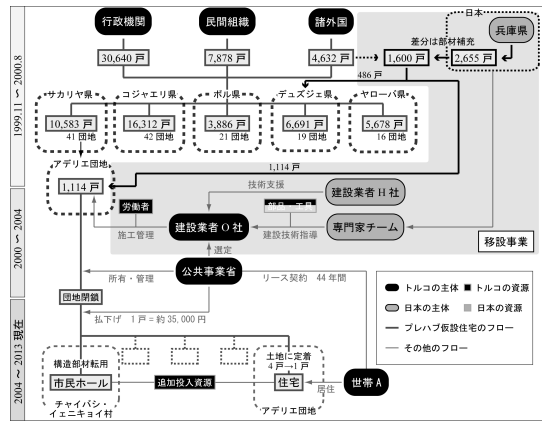 1999.11 ～ 2000.8
2000 ～ 2004
2004 ～ 2013 現在
行政機関
民間組織
諸外国
日本
兵庫県
差分は部材補充
30,640 戸
7,878 戸
4,632 戸
1,600 戸
2,655 戸
486 戸
サカリヤ県
コジャエリ県
ボル県
デュズジェ県
ヤローバ県
10,583 戸
16,312 戸
3,886 戸
6,691 戸
5,678 戸
41 団地
42 団地
21 団地
19 団地
16 団地
アデリエ団地
1,114 戸
1,114 戸
技術支援
建設業者 H 社
労働者
部品・工具
建設業者 O 社
専門家チーム
施工管理
建設技術指導
移設事業
選定
公共事業省
所有・管理
リース契約 44 年間
団地閉鎖
払下げ 1 戸＝約 35,000 円
トルコの主体
トルコの資源
日本の主体
日本の資源
プレハブ仮設住宅のフロー
その他のフロー
構造部材転用
土地に定着
4 戸→1 戸
市民ホール
追加投入資源
住宅
居住
世帯 A
チャイバシ・
イェニキョイ村
アデリエ団地